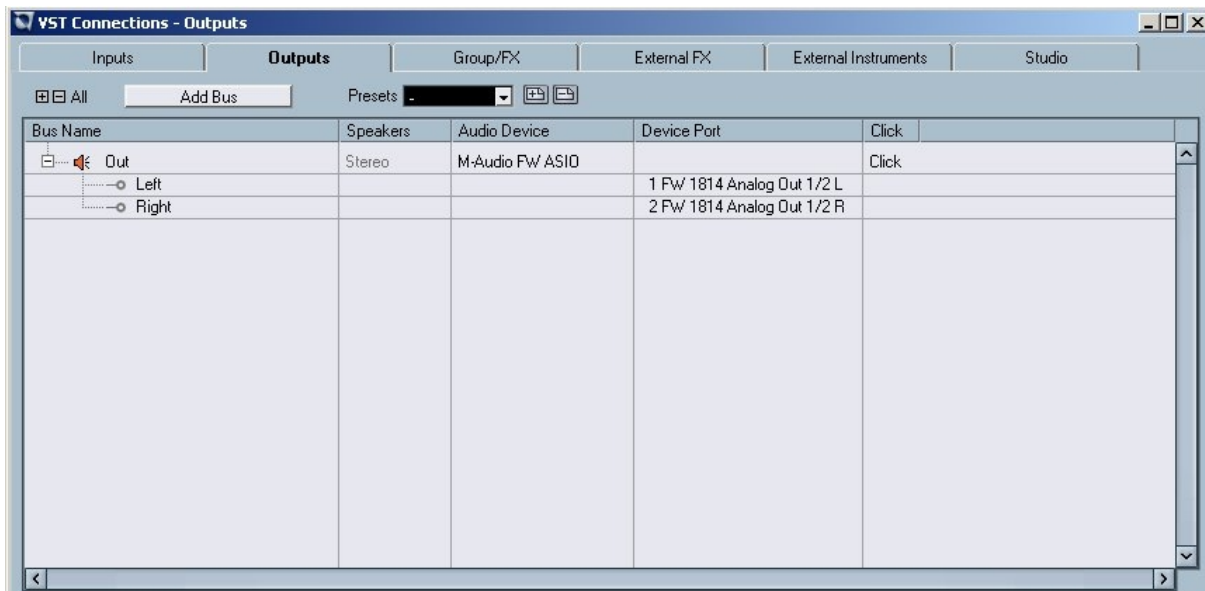 VST Connections - Outputs
Inputs Outputs Group/FX External FX External Instruments Studio
All Add Bus Presets -
Bus Name Speakers Audio Device Device Port Click
Out Stereo M-Audio FW ASIO Click
Left 1 FW 1814 Analog Out 1/2 L
Right 2 FW 1814 Analog Out 1/2 R